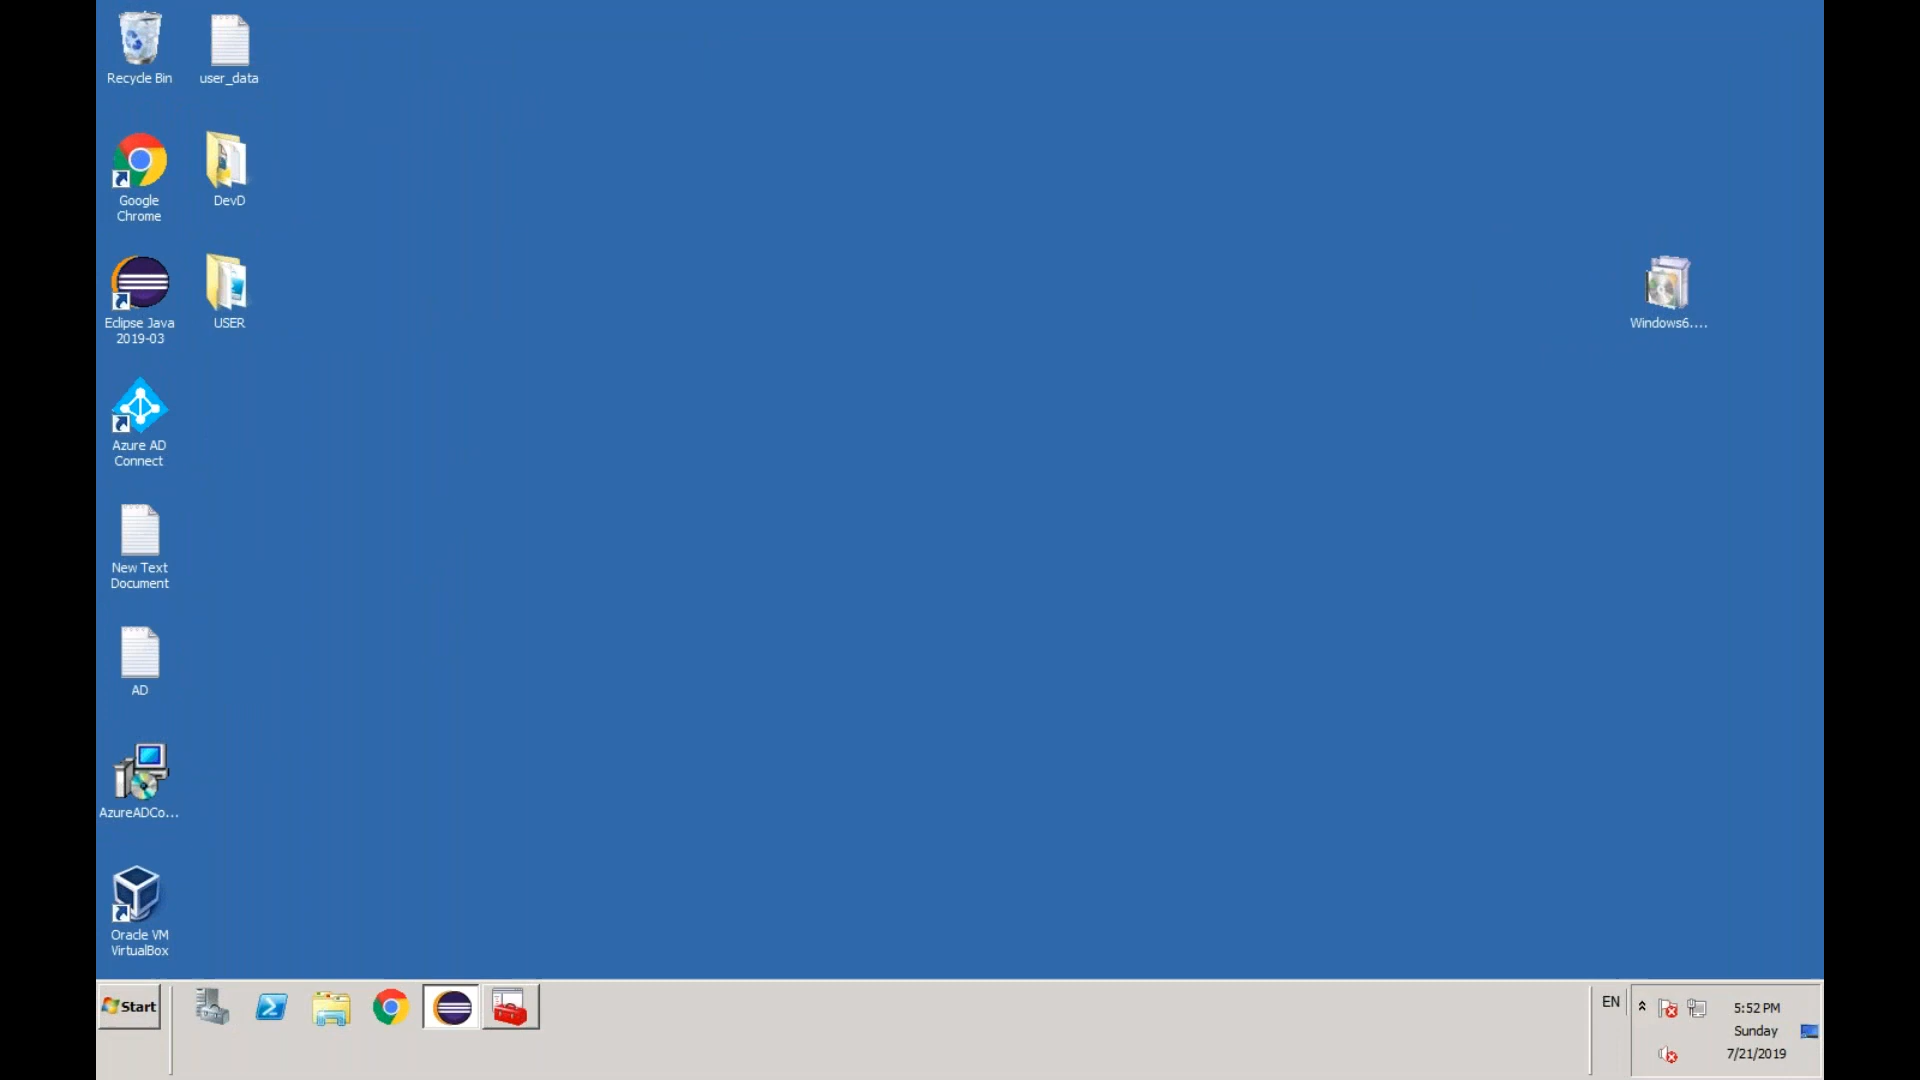 Recycle Bin
user_data
Google
Chrome
DevD
Eclipse Java
2019-03
USER
Windows6....
Azure AD
Connect
New Text
Document
AD
AzureADCo...
Oracle VM
VirtualBox
Start
EN
5:52 PM
Sunday
7/21/2019